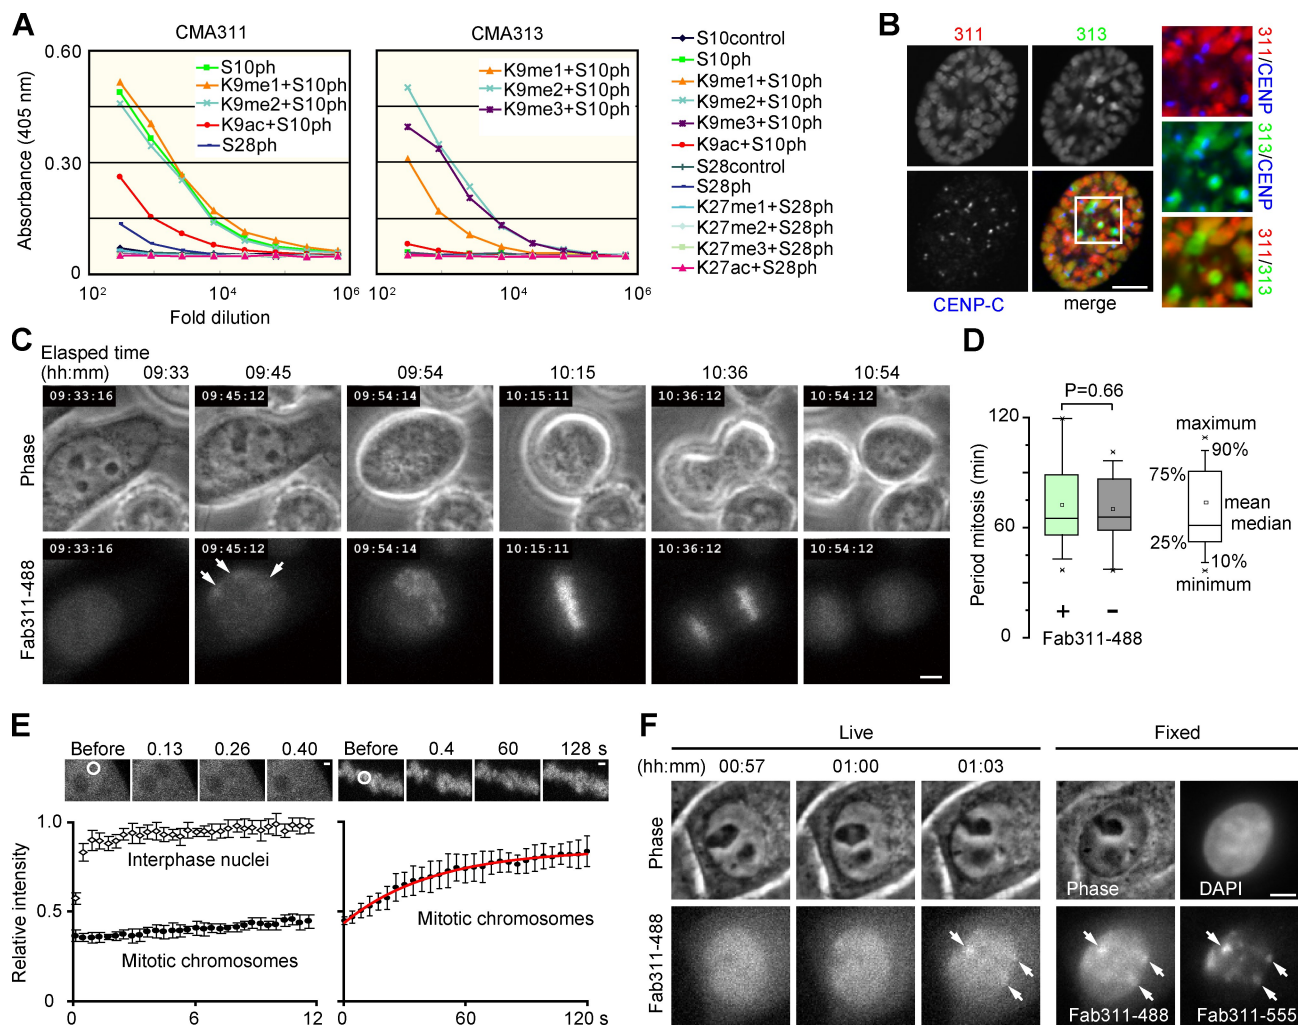 A
CMA311
CMA313
0.60
0.30
0
Absorbance (405 nm)
S10ph
K9me1+S10ph
K9me2+S10ph
K9ac+S10ph
S28ph
K9me1+S10ph
K9me2+S10ph
K9me3+S10ph
10² 10⁴ 10⁶
10² 10⁴ 10⁶
Fold dilution
S10control
S10ph
K9me1+S10ph
K9me2+S10ph
K9me3+S10ph
K9ac+S10ph
S28control
S28ph
K27me1+S28ph
K27me2+S28ph
K27me3+S28ph
K27ac+S28ph
B
311 313
CENP-C merge
311/CENP
313/CENP
311/313
C
Elasped time
(hh:mm) 09:33 09:45 09:54 10:15 10:36 10:54
Phase
09:33:16 09:45:12 09:54:14 10:15:11 10:36:12 10:54:12
Fab311-488
09:33:16 09:45:12 09:54:14 10:15:11 10:36:12 10:54:12
D
P=0.66
120
60
0
Period mitosis (min)
+ −
Fab311-488
maximum
90%
75%
mean
median
25%
10%
minimum
E
Before 0.13 0.26 0.40 Before 0.4 60 128 s
1.0
0.5
0
Relative intensity
Interphase nuclei
Mitotic chromosomes
Mitotic chromosomes
0 6 12 0 60 120 s
F
Live Fixed
(hh:mm) 00:57 01:00 01:03
Phase
Phase DAPI
Fab311-488
Fab311-488 Fab311-555